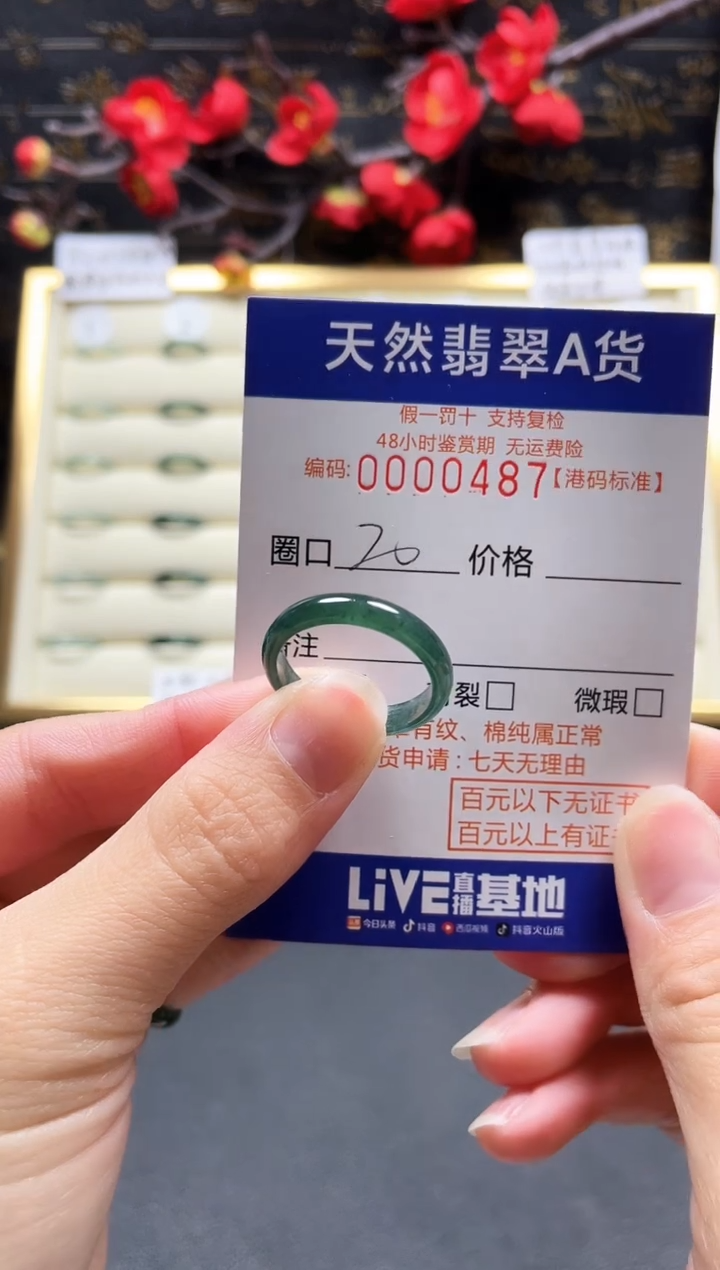 天然翡翠A货
假一罚十 支持复检
48小时鉴赏期 无运费险
编码:0000487【港码标准】
圈口 20 价格
注
裂□ 微瑕□
有纹、棉纯属正常
货申请:七天无理由
百元以下无证书
百元以上有证
LiVE直播基地
今日头条 抖音 西瓜视频 抖音火山版